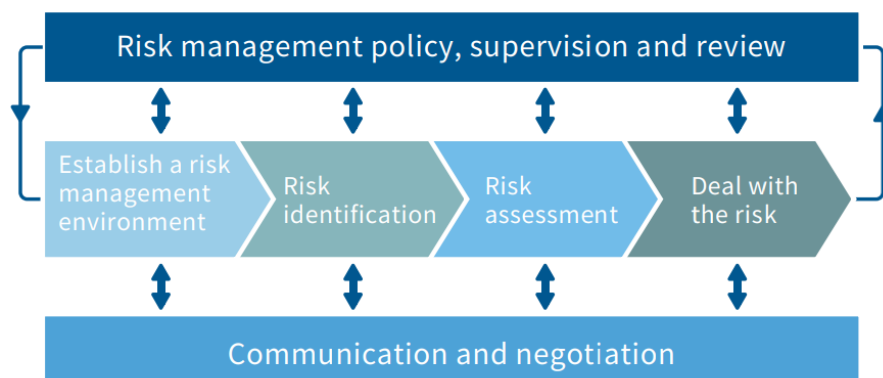 Risk management policy, supervision and review
Establish a risk
management
environment
Risk
identification
Risk
assessment
Deal with
the risk
Communication and negotiation